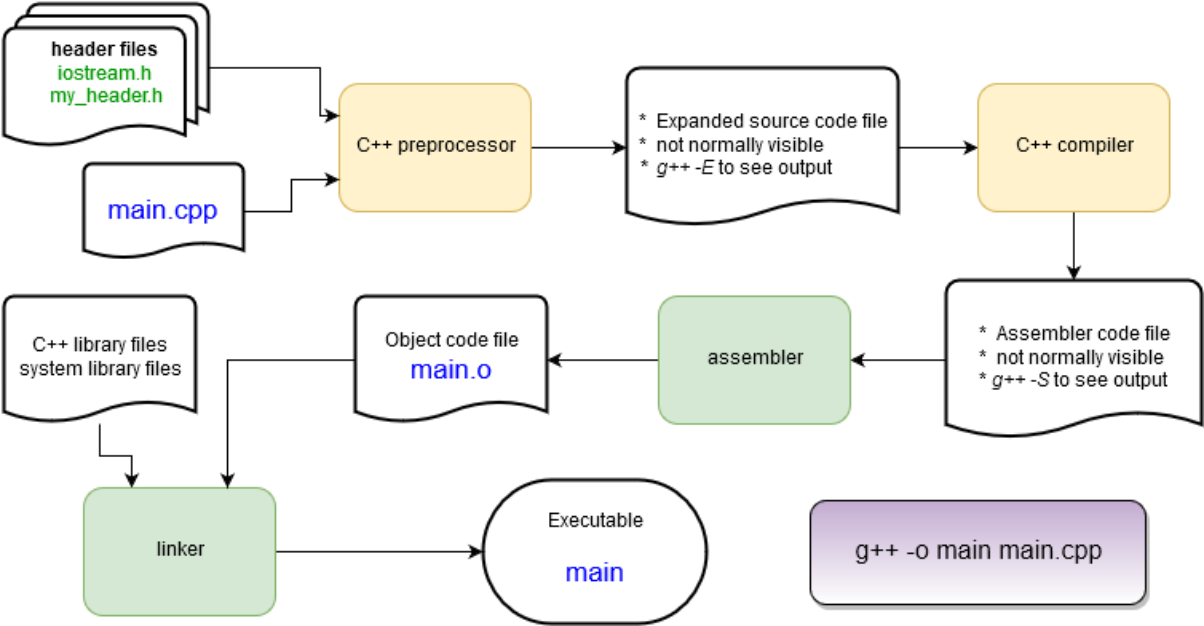 header files
iostream.h
my_header.h
main.cpp
C++ preprocessor
* Expanded source code file
* not normally visible
* g++ -E to see output
C++ compiler
C++ library files
system library files
Object code file
main.o
assembler
* Assembler code file
* not normally visible
* g++ -S to see output
linker
Executable
main
g++ -o main main.cpp